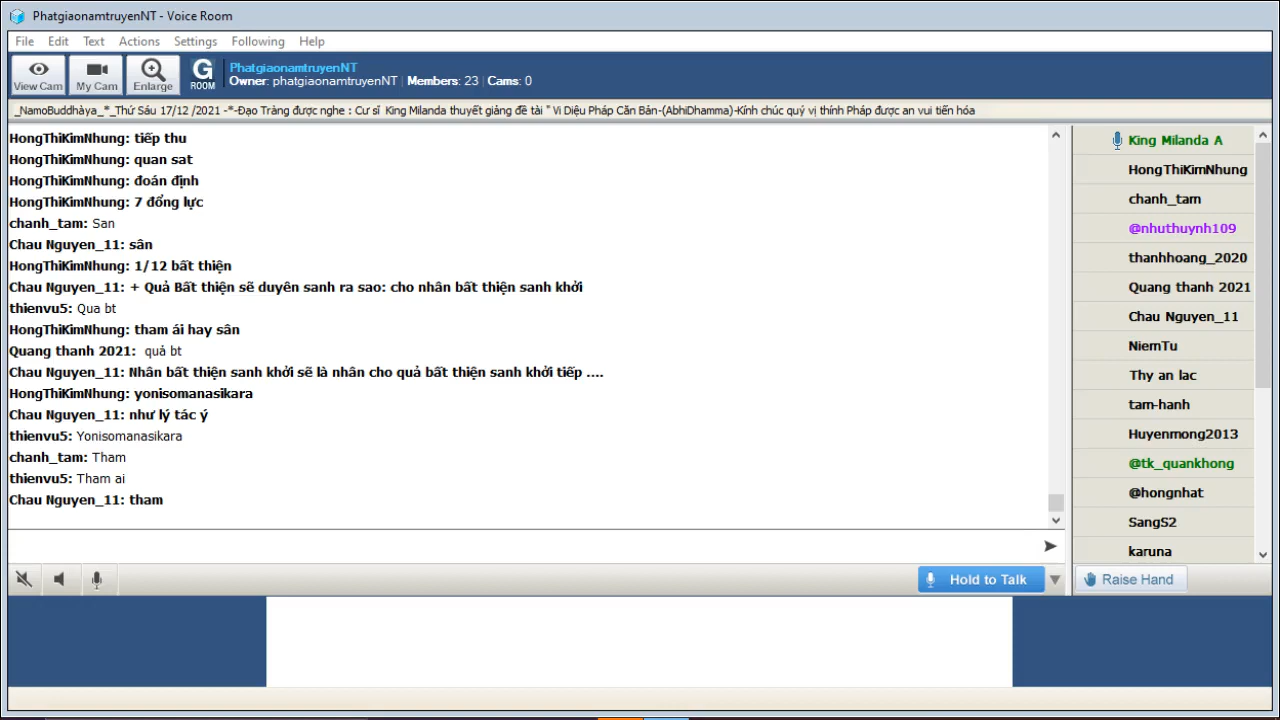 PhatgiaonamtruyenNT - Voice Room
File Edit Text Actions Settings Following Help
View Cam My Cam Enlarge G ROOM
PhatgiaonamtruyenNT
Owner: phatgiaonamtruyenNT Members: 23 Cams: 0
_NamoBuddhàya_*_Thứ Sáu 17/12 /2021 -*-Đạo Tràng được nghe : Cư sĩ King Milanda thuyết giảng đề tài " Vi Diệu Pháp Căn Bản-(AbhiDhamma)-Kính chúc quý vị thính Pháp được an vui tiến hóa
HongThiKimNhung: tiếp thu
HongThiKimNhung: quan sat
HongThiKimNhung: đoán định
HongThiKimNhung: 7 đổng lực
chanh_tam: San
Chau Nguyen_11: sân
HongThiKimNhung: 1/12 bất thiện
Chau Nguyen_11: + Quả Bất thiện sẽ duyên sanh ra sao: cho nhân bất thiện sanh khởi
thienvu5: Qua bt
HongThiKimNhung: tham ái hay sân
Quang thanh 2021: quả bt
Chau Nguyen_11: Nhân bất thiện sanh khởi sẽ là nhân cho quả bất thiện sanh khởi tiếp ....
HongThiKimNhung: yonisomanasikara
Chau Nguyen_11: như lý tác ý
thienvu5: Yonisomanasikara
chanh_tam: Tham
thienvu5: Tham ai
Chau Nguyen_11: tham
King Milanda A
HongThiKimNhung
chanh_tam
@nhuthuynh109
thanhhoang_2020
Quang thanh 2021
Chau Nguyen_11
NiemTu
Thy an lac
tam-hanh
Huyenmong2013
@tk_quankhong
@hongnhat
SangS2
karuna
Hold to Talk
Raise Hand